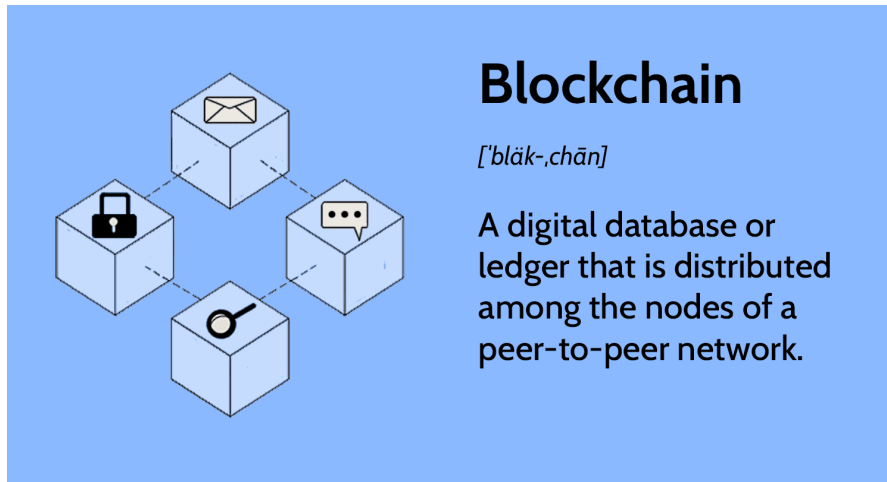 Blockchain
[ˈbläk-ˌchān]
A digital database or
ledger that is distributed
among the nodes of a
peer-to-peer network.